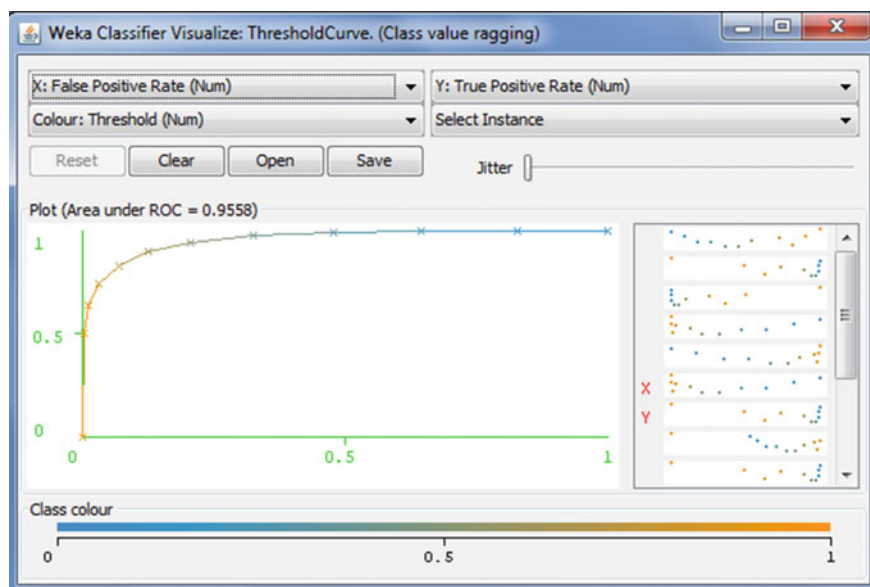 Weka Classifier Visualize: ThresholdCurve. (Class value ragging)
X: False Positive Rate (Num)
Y: True Positive Rate (Num)
Colour: Threshold (Num)
Select Instance
Reset
Clear
Open
Save
Jitter
Plot (Area under ROC = 0.9558)
1
0.5
0
0
0.5
1
X
Y
Class colour
0
0.5
1